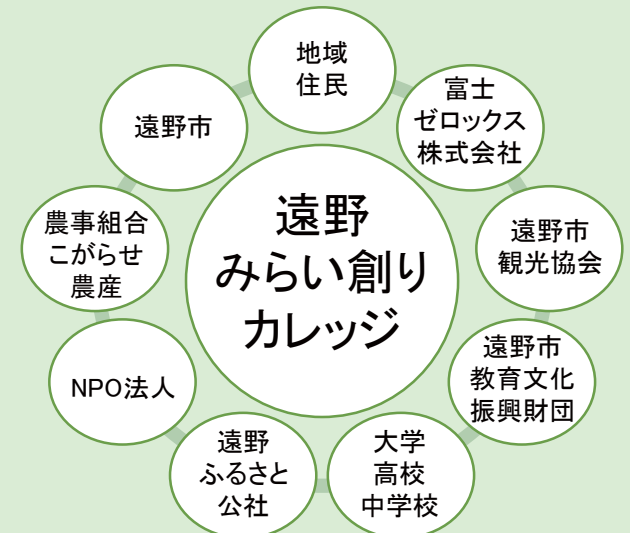 地域
住民
富士
ゼロックス
株式会社
遠野市
観光協会
遠野市
教育文化
振興財団
大学
高校
中学校
遠野
ふるさと
公社
NPO法人
農事組合
こがらせ
農産
遠野市
遠野
みらい創り
カレッジ